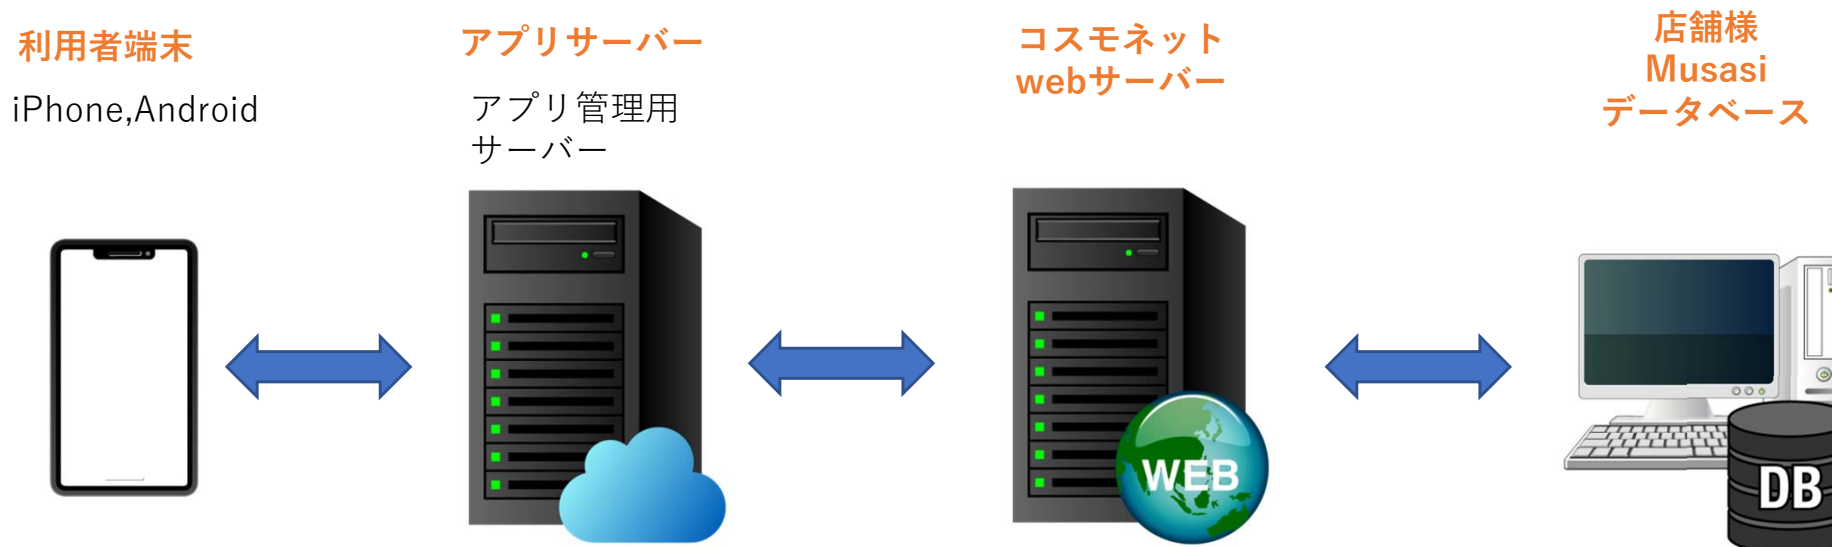 利用者端末
iPhone,Android
アプリサーバー
アプリ管理用
サーバー
コスモネット
webサーバー
店舗様
Musasi
データベース
WEB
DB